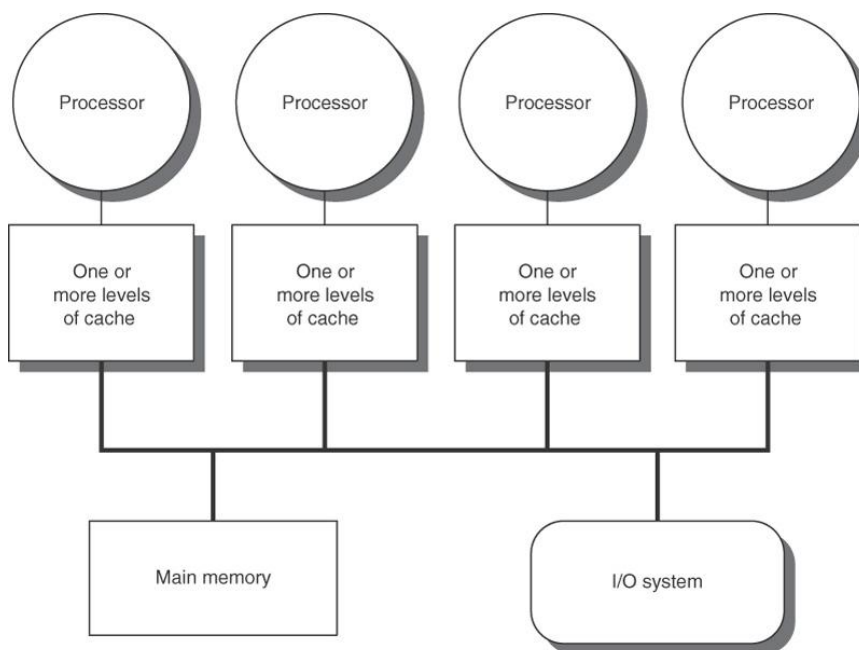 Processor
Processor
Processor
Processor
One or
more levels
of cache
One or
more levels
of cache
One or
more levels
of cache
One or
more levels
of cache
Main memory
I/O system